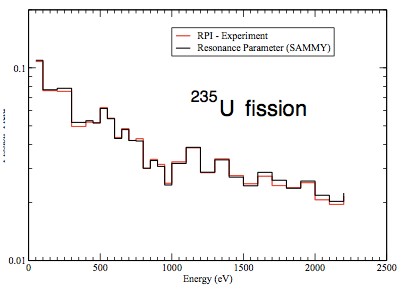 RPI - Experiment
Resonance Parameter (SAMMY)
0.1
²³⁵U fission
0.01
0 500 1000 1500 2000 2500
Energy (eV)